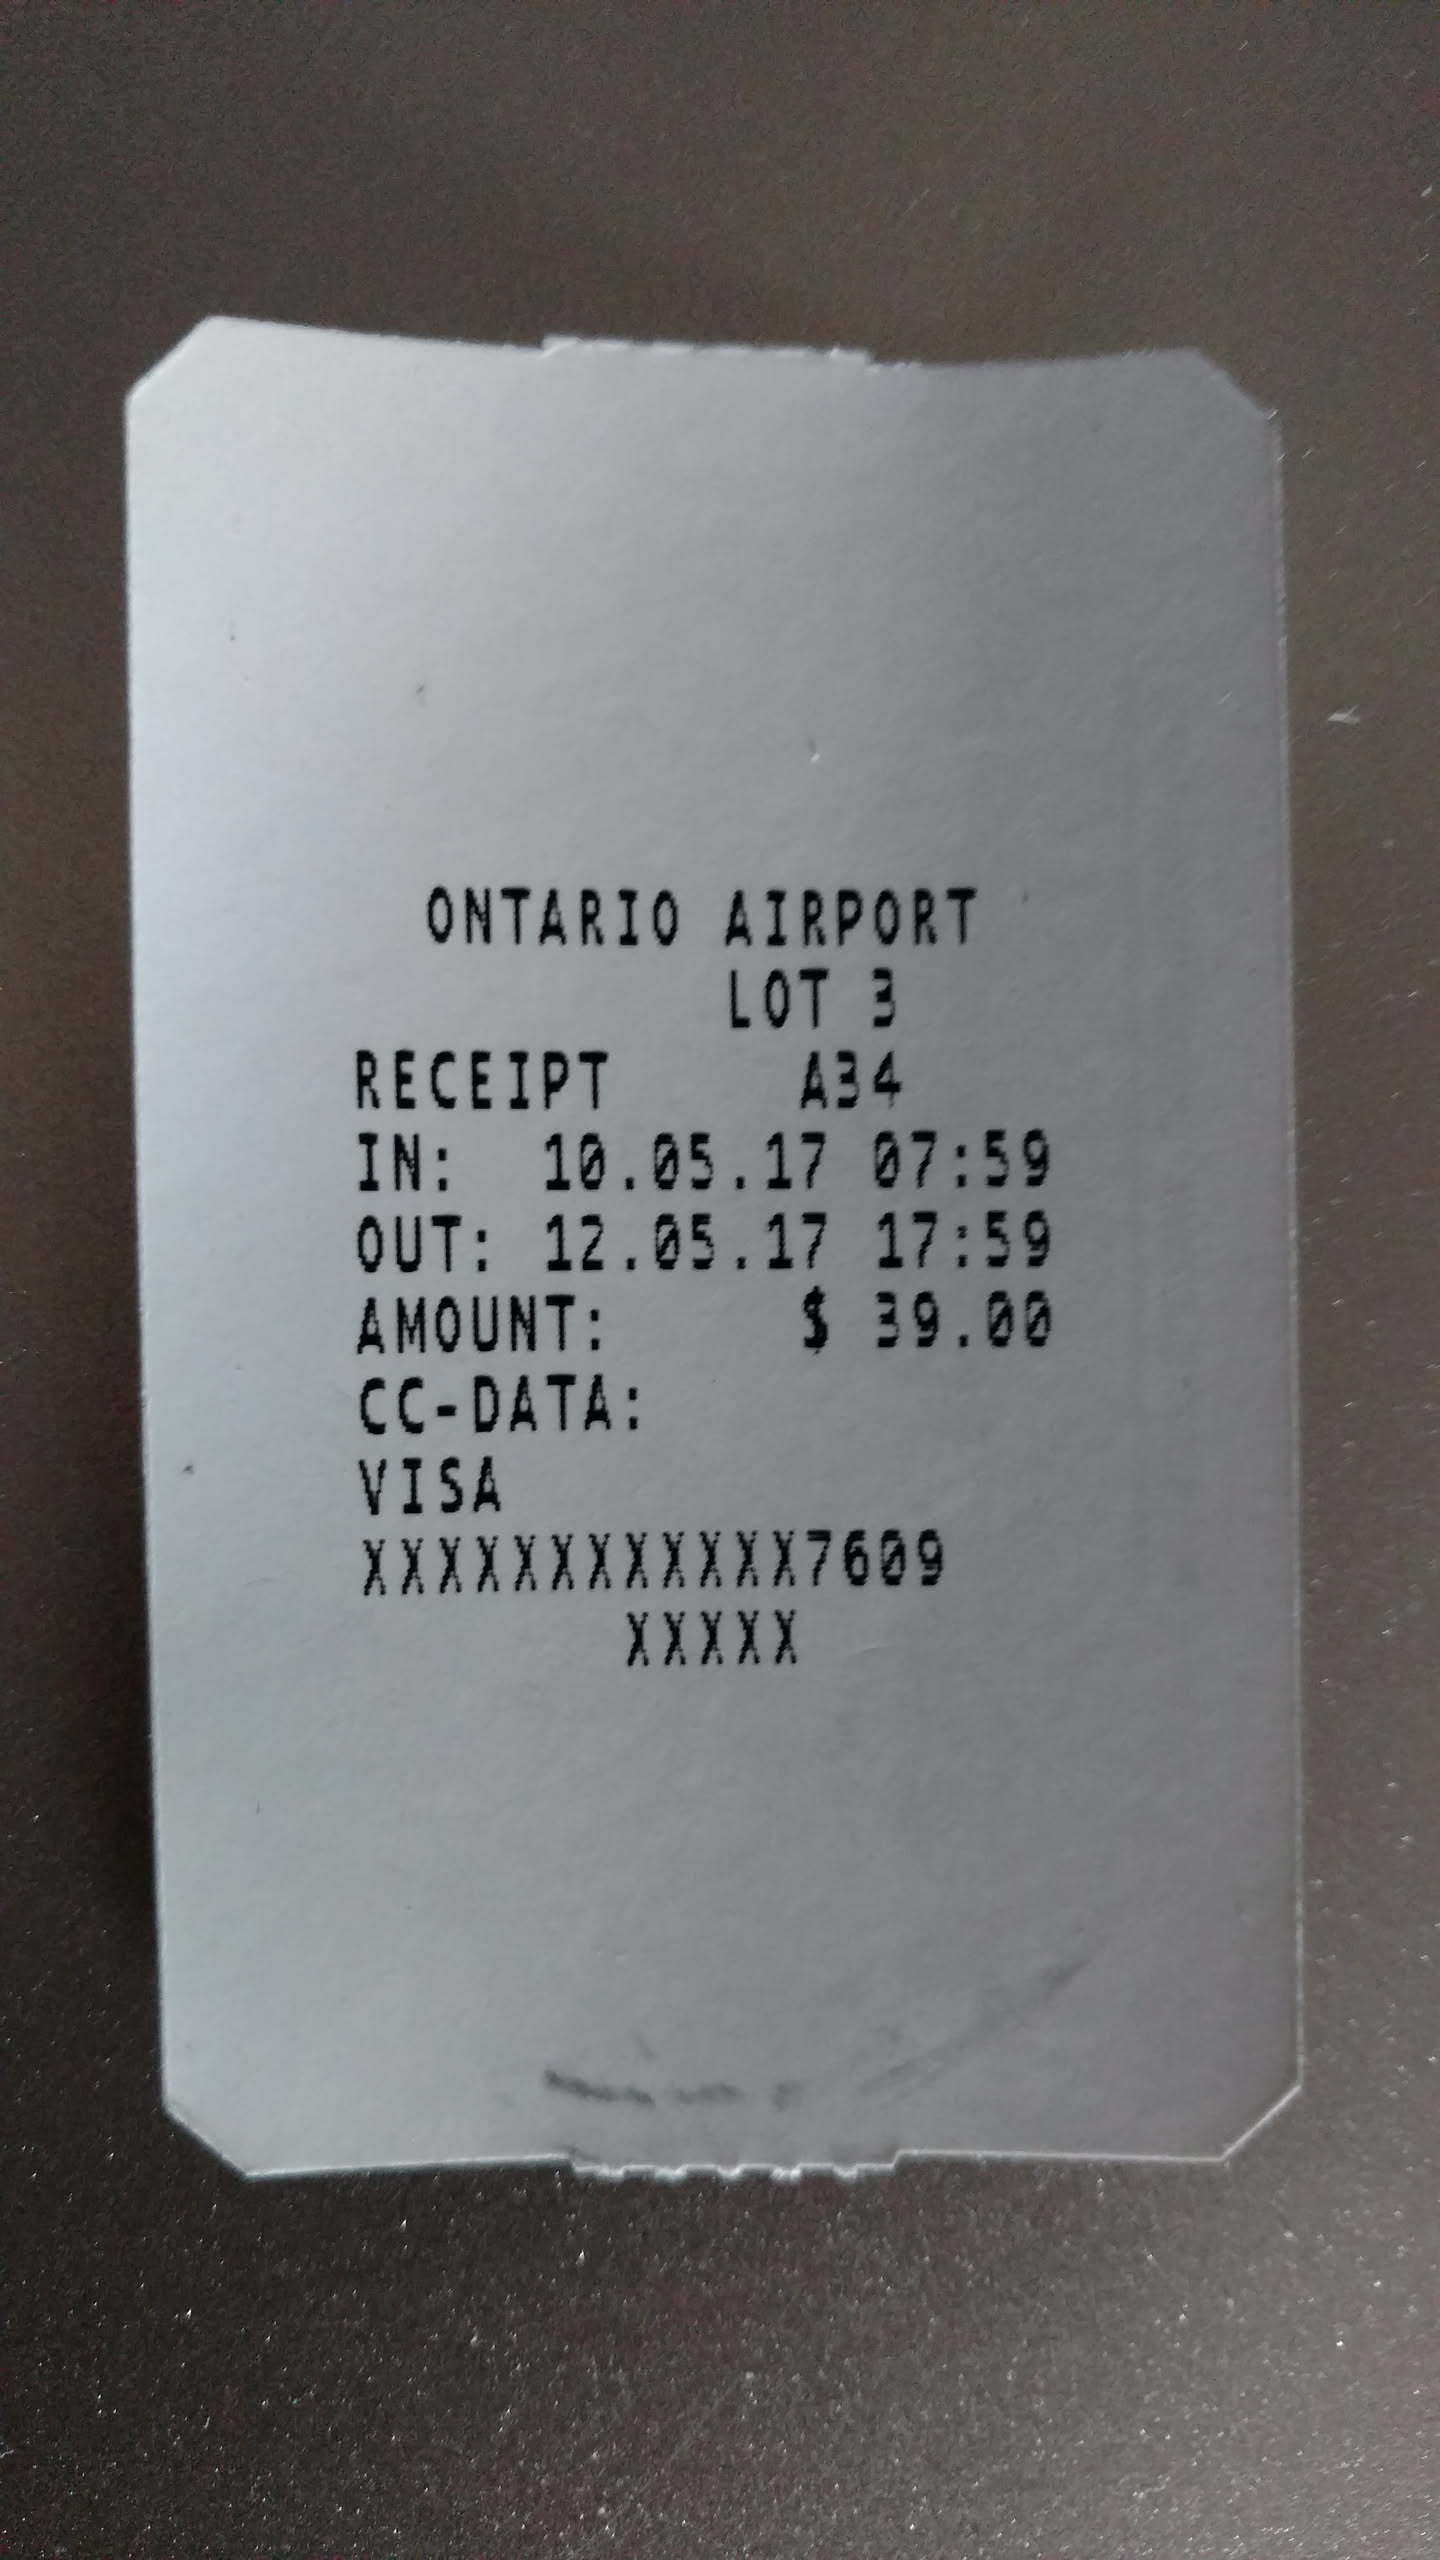 ONTARIO AIRPORT
LOT 3
RECEIPT A34
IN: 10.05.17 07:59
OUT: 12.05.17 17:59
AMOUNT: $ 39.00
CC-DATA:
VISA
XXXXXXXXXXXX7609
XXXXX